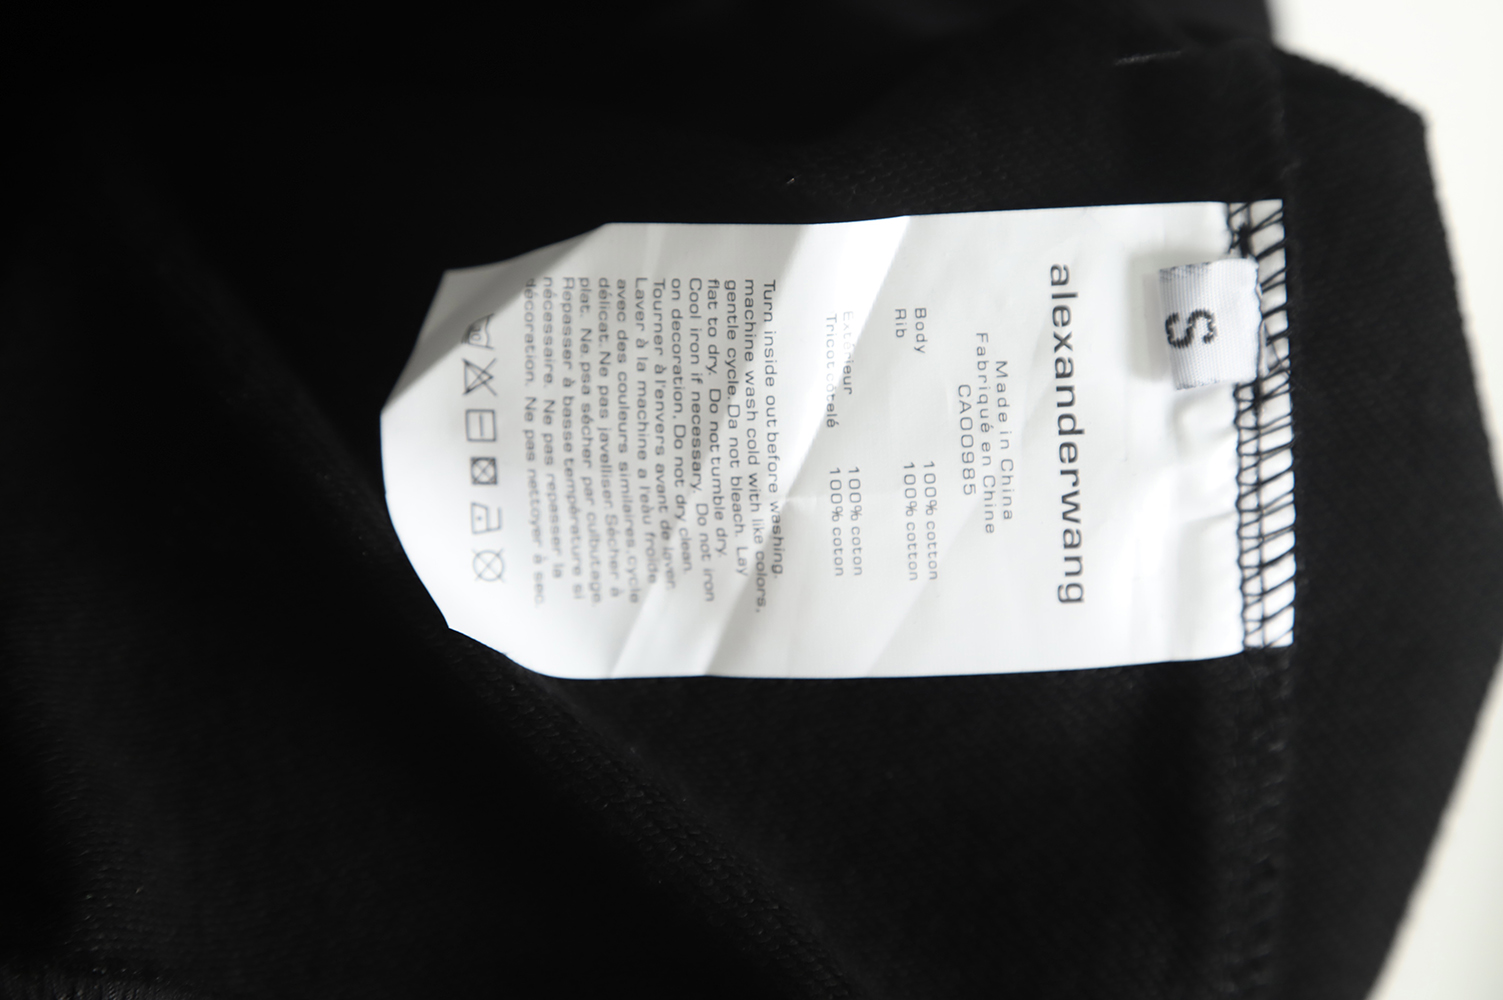 S
alexanderwang
Made in China
Fabriqué en Chine
CA00985
Body 100% cotton
Rib 100% cotton
Extérieur 100% coton
Tricot cotelé 100% coton
Turn inside out before washing.
machine wash cold with like colors,
gentle cycle. Da not bleach. Lay
flat to dry. Do not tumble dry.
Cool iron if necessary. Do not iron
on decoration. Do not dry clean.
Tourner à l'envers avant de laver.
Laver à la machine a l'eau froide
avec des couleurs similaires, cycle
délicat. Ne pas javelliser. Sécher à
plat. Ne psa sécher par culbutage.
Repasser à basse température si
nécessaire. Ne pas repasser la
décoration. Ne pas nettoyer à sec.